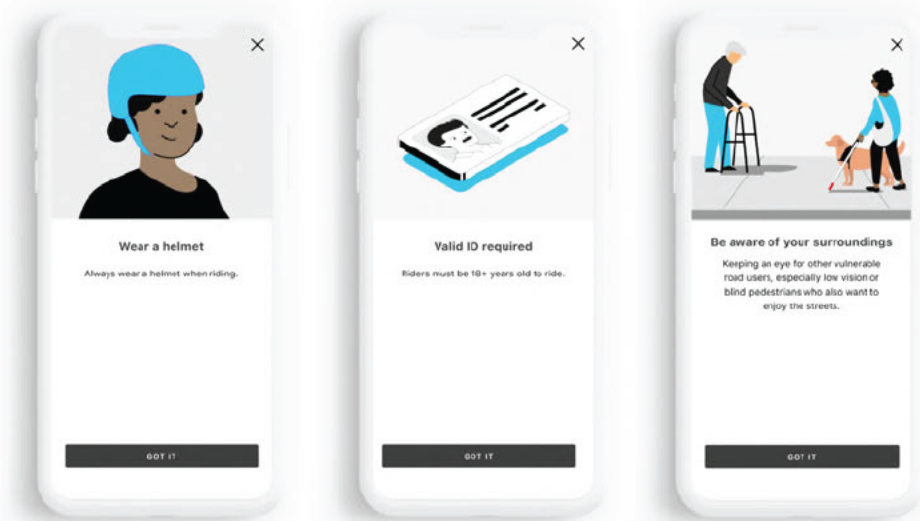 Wear a helmet
Always wear a helmet when riding.
GOT IT
Valid ID required
Riders must be 18+ years old to ride.
GOT IT
Be aware of your surroundings
Keeping an eye for other vulnerable
road users, especially low vision or
blind pedestrians who also want to
enjoy the streets.
GOT IT